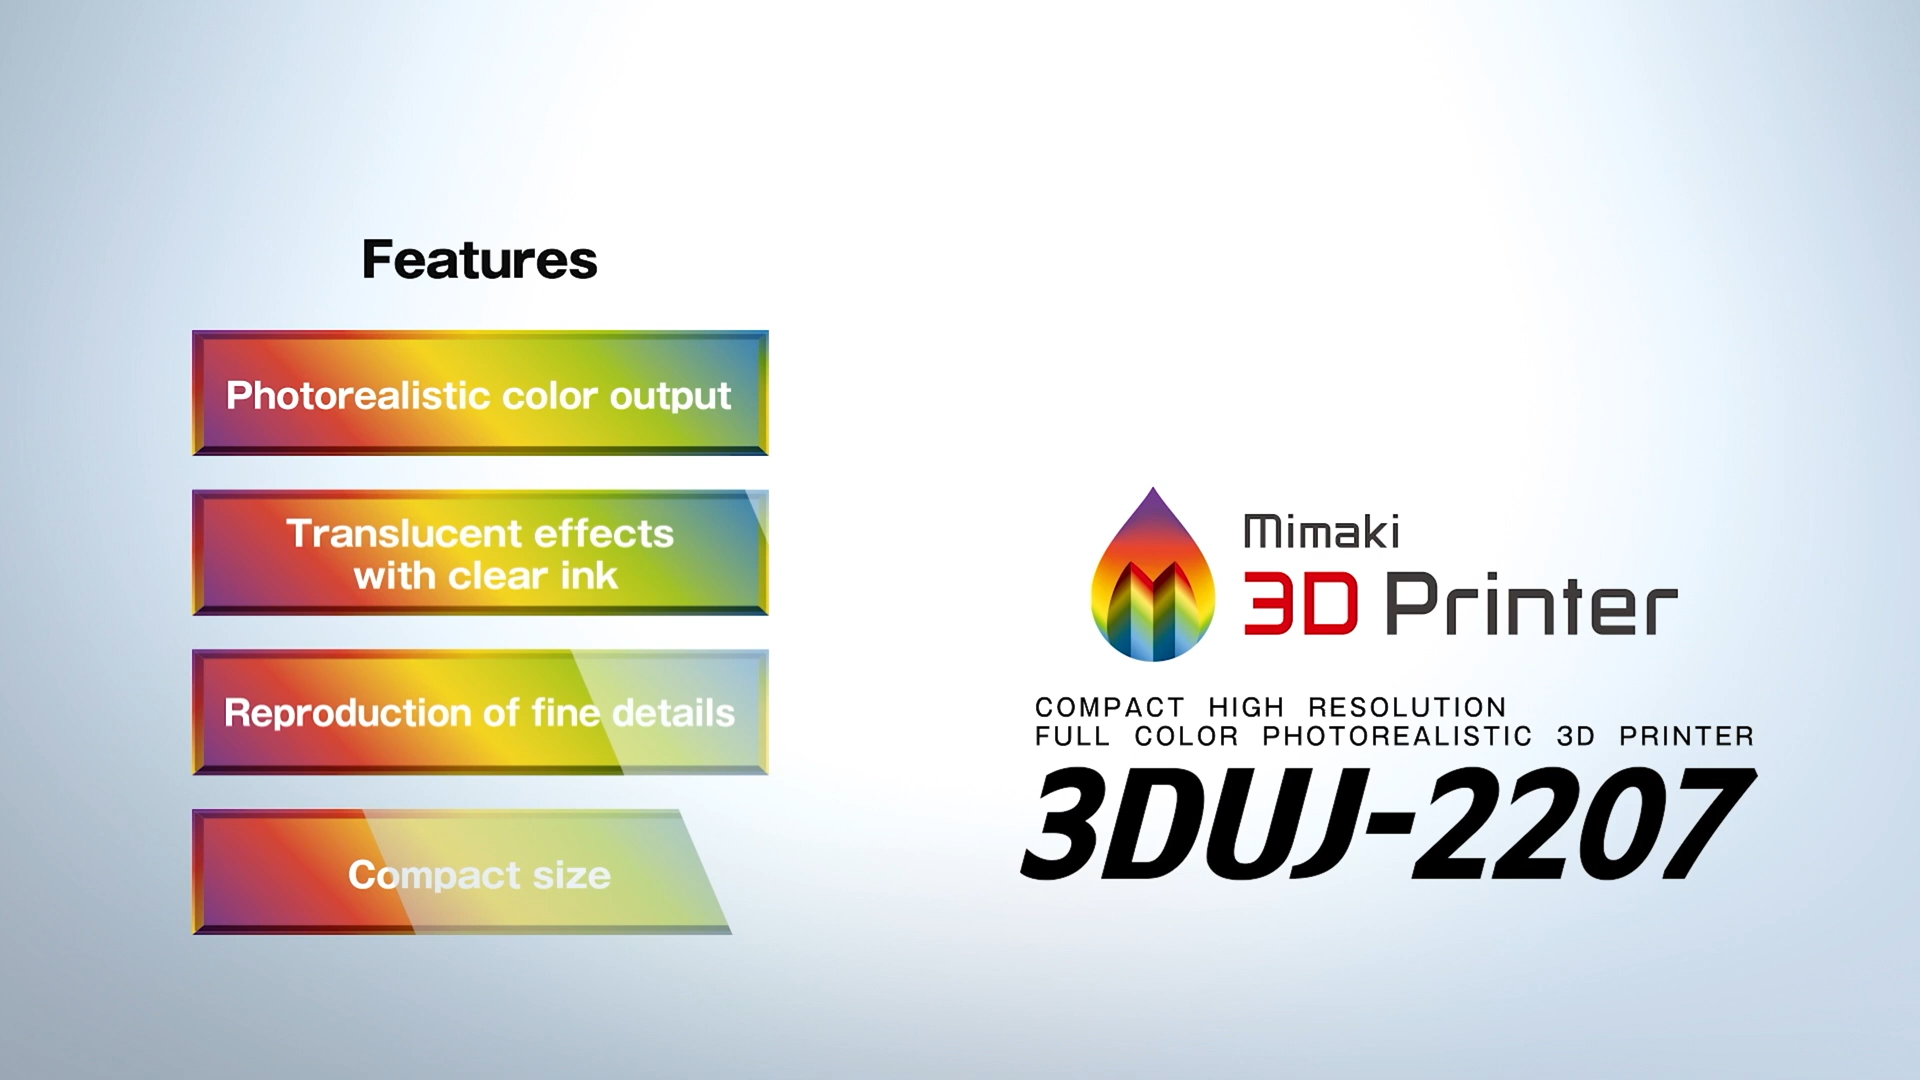 Features
Photorealistic color output
Translucent effects
with clear ink
Reproduction of fine details
Compact size
Mimaki
3D Printer
COMPACT HIGH RESOLUTION
FULL COLOR PHOTOREALISTIC 3D PRINTER
3DUJ-2207